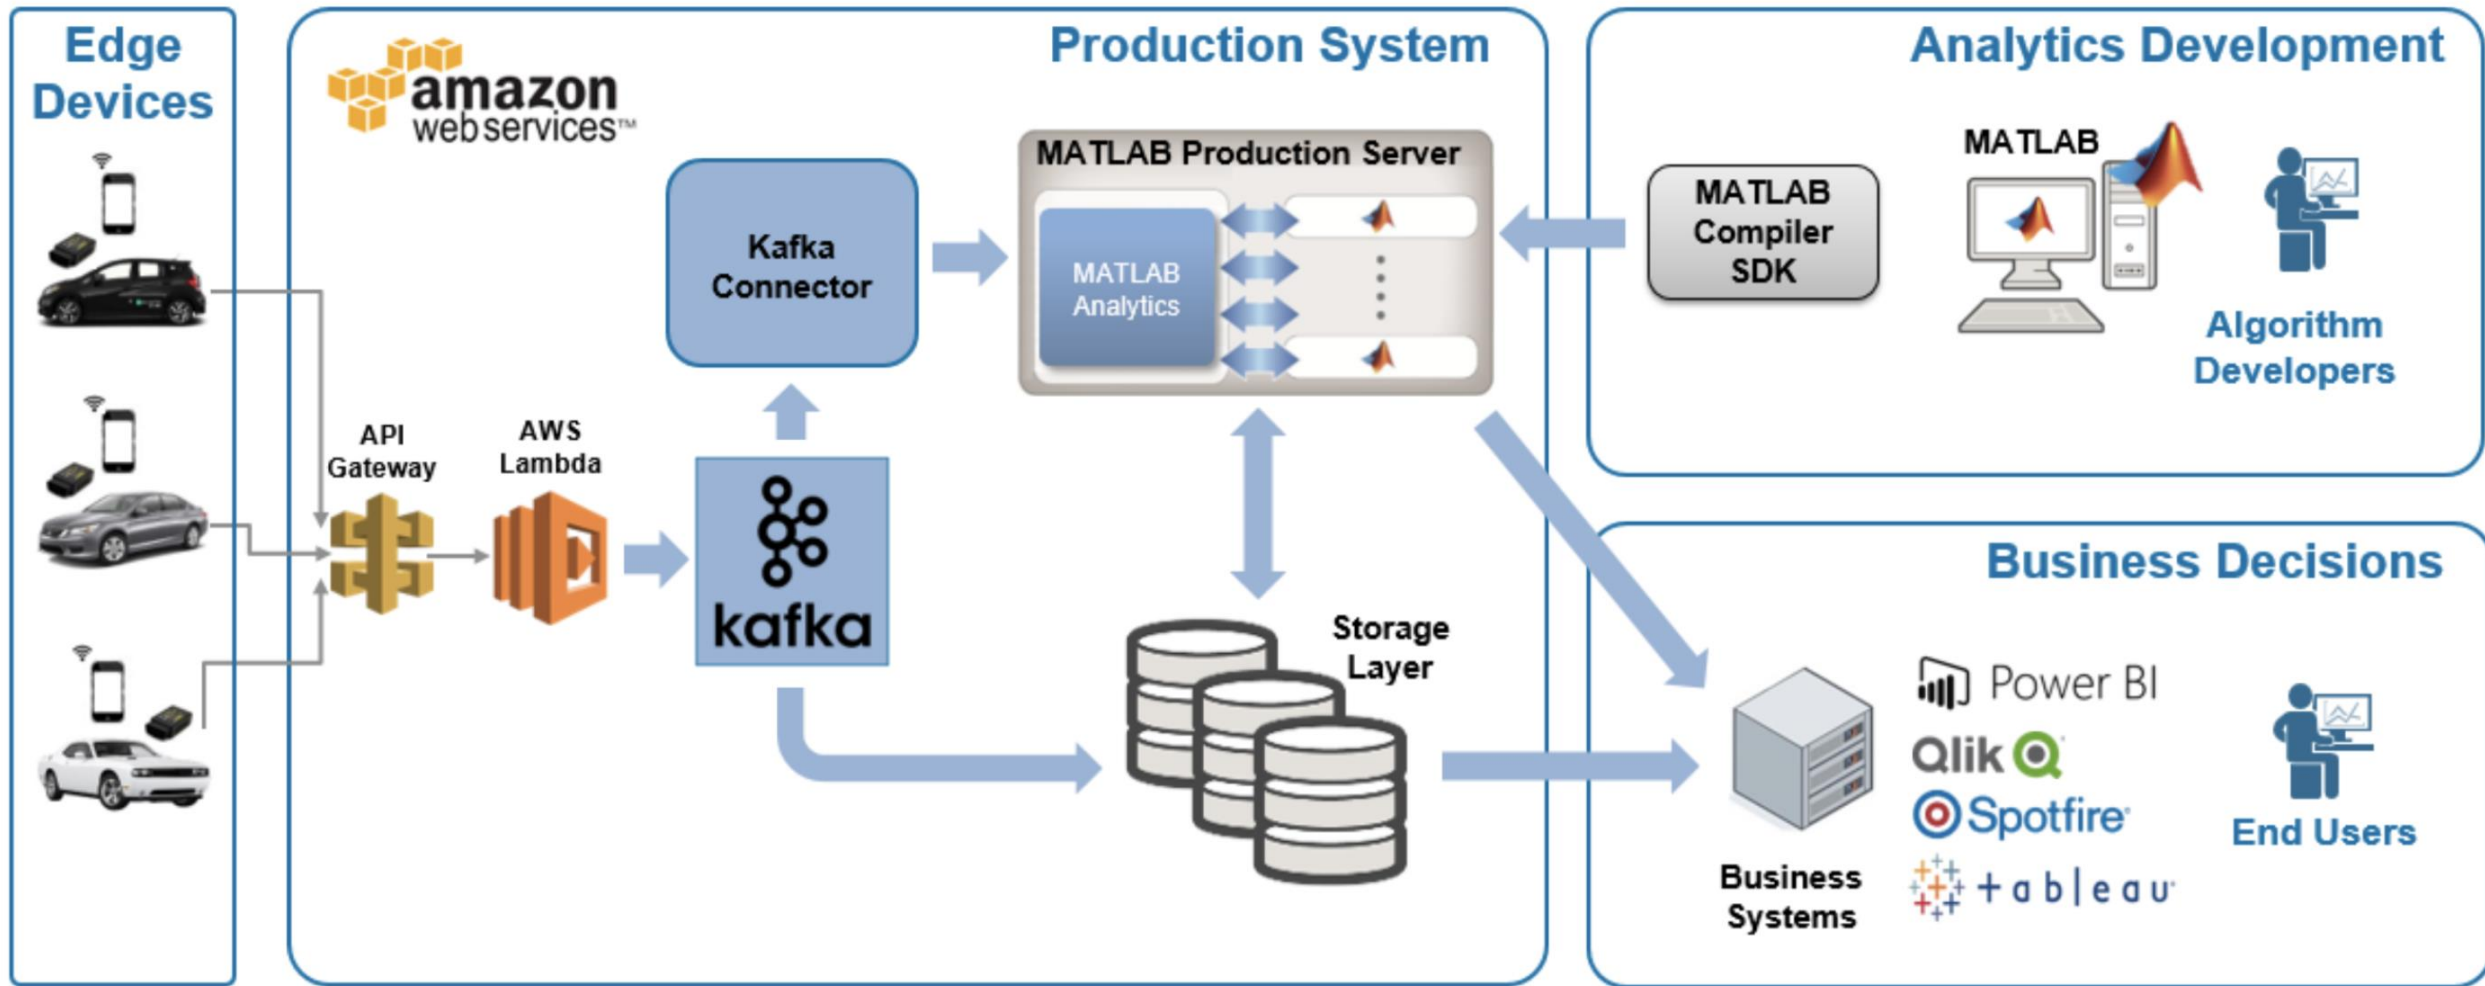 Edge
Devices
amazon
webservices™
Production System
Kafka
Connector
MATLAB Production Server
MATLAB
Analytics
API
Gateway
AWS
Lambda
kafka
Storage
Layer
Analytics Development
MATLAB
Compiler
SDK
MATLAB
Algorithm
Developers
Business Decisions
Business
Systems
Power BI
Qlik
Spotfire
+ableau
End Users